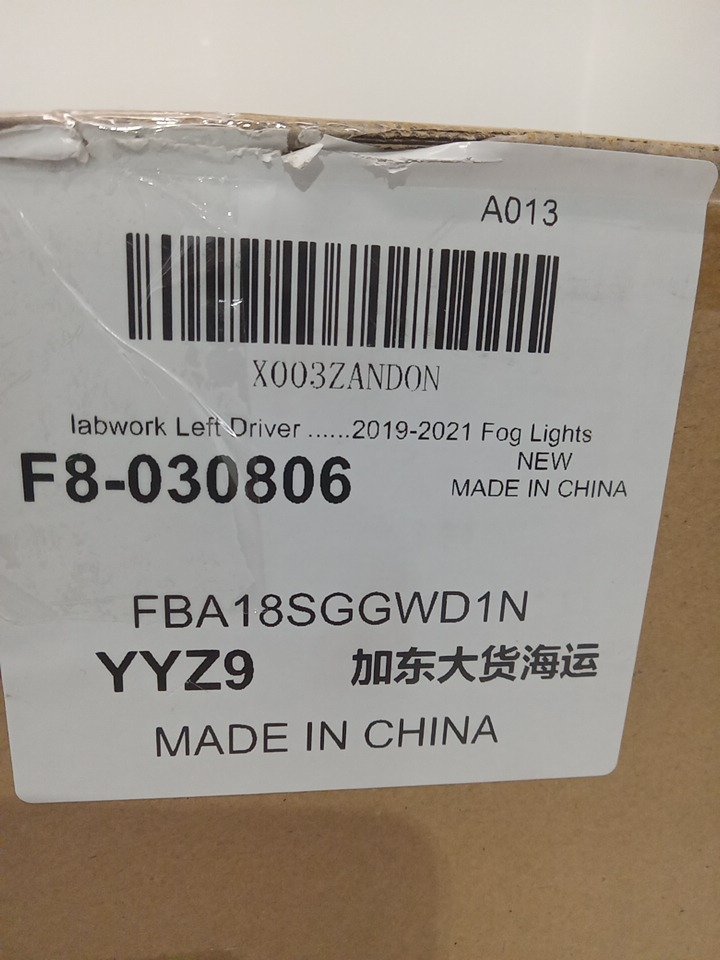 A013
X003ZANDON
labwork Left Driver ......2019-2021 Fog Lights
NEW
F8-030806
MADE IN CHINA
FBA18SGGWD1N
YYZ9 加东大货海运
MADE IN CHINA